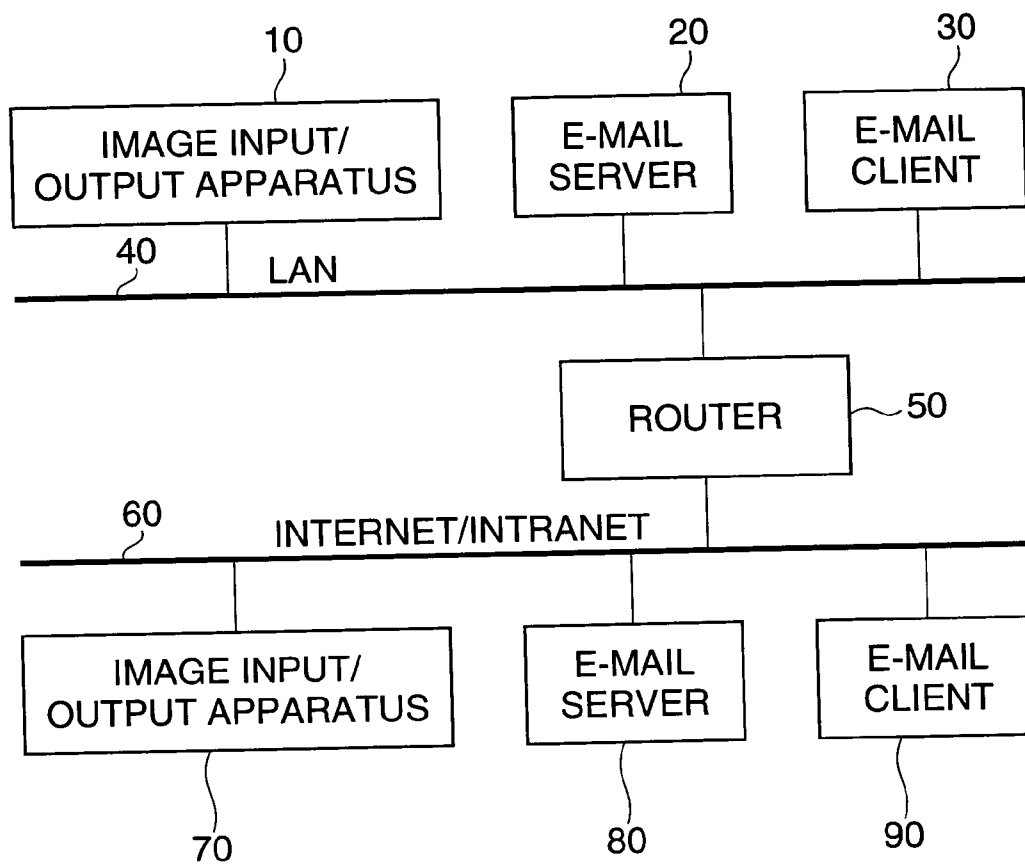 10
20
30
IMAGE INPUT/
OUTPUT APPARATUS
E-MAIL
SERVER
E-MAIL
CLIENT
40
LAN
ROUTER
50
60
INTERNET/INTRANET
IMAGE INPUT/
OUTPUT APPARATUS
E-MAIL
SERVER
E-MAIL
CLIENT
70
80
90